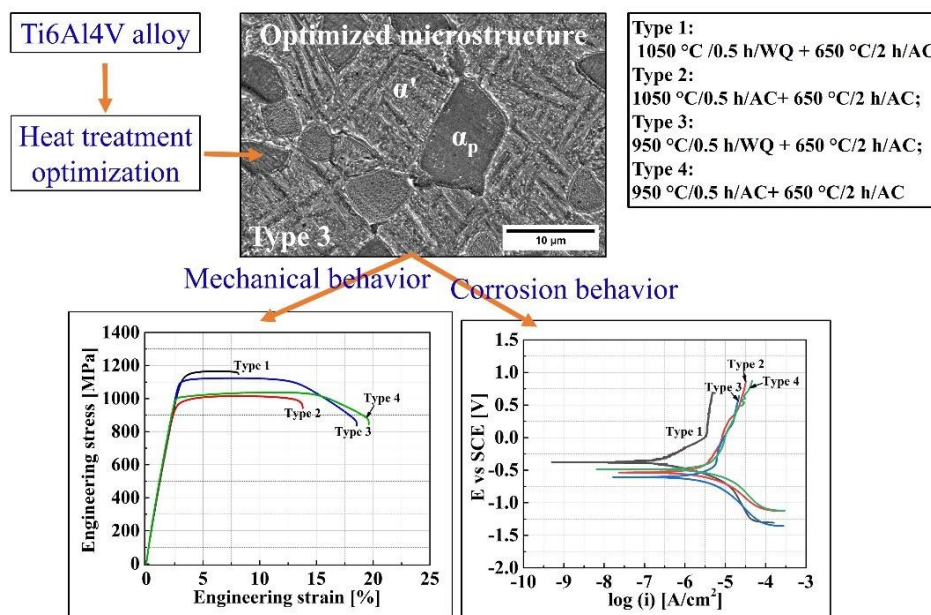 Ti6Al4V alloy
Heat treatment
optimization
Optimized microstructure
α'
αp
Type 3
10 µm
Type 1:
1050 °C /0.5 h/WQ + 650 °C/2 h/AC
Type 2:
1050 °C/0.5 h/AC+ 650 °C/2 h/AC;
Type 3:
950 °C/0.5 h/WQ + 650 °C/2 h/AC;
Type 4:
950 °C/0.5 h/AC+ 650 °C/2 h/AC
Mechanical behavior
Corrosion behavior
Engineering stress [MPa]
1400
1200
1000
800
600
400
200
0
Type 1
Type 2
Type 4
Type 3
0
5
10
15
20
25
Engineering strain [%]
E vs SCE [V]
1.5
1.0
0.5
0.0
-0.5
-1.0
-1.5
Type 2
Type 3
Type 4
Type 1
-10
-9
-8
-7
-6
-5
-4
-3
log (i) [A/cm²]